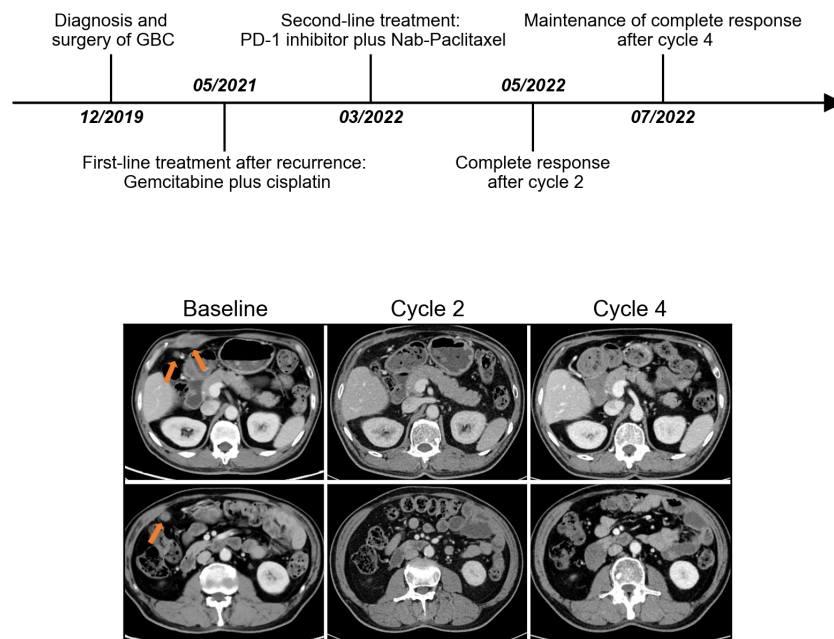 Diagnosis and
surgery of GBC
Second-line treatment:
PD-1 inhibitor plus Nab-Paclitaxel
Maintenance of complete response
after cycle 4
05/2021
05/2022
12/2019
03/2022
07/2022
First-line treatment after recurrence:
Gemcitabine plus cisplatin
Complete response
after cycle 2
Baseline
Cycle 2
Cycle 4